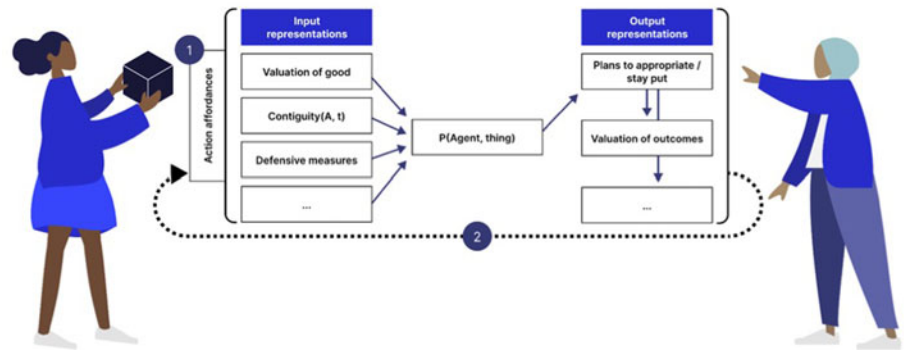 1
Action affordances
Input
representations
Valuation of good
Contiguity(A, t)
Defensive measures
...
P(Agent, thing)
Output
representations
Plans to appropriate /
stay put
Valuation of outcomes
...
2